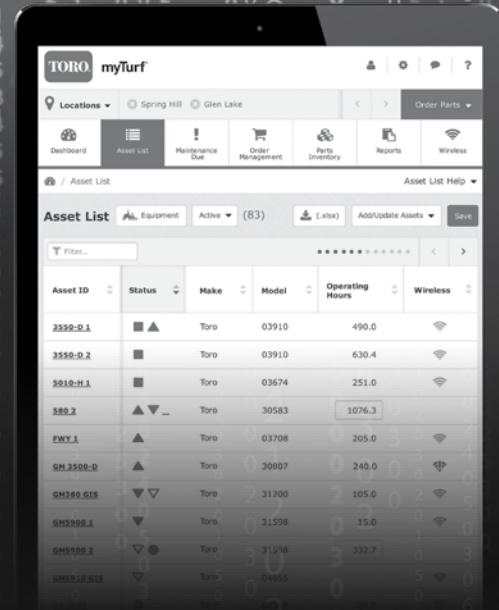 TORO. myTurf
?
Locations
Spring Hill Glen Lake
Order Parts
Dashboard
Asset List
Maintenance Due
Order Management
Parts Inventory
Reports
Wireless
/ Asset List
Asset List Help
Asset List Equipment Active (83) (.xlsx) Add/Update Assets Save
Filter...
Asset ID Status Make Model Operating Hours Wireless
3550-D 1 Toro 03910 490.0
3550-D 2 Toro 03910 630.4
5010-H 1 Toro 03674 251.0
580 2 ... Toro 30583 1076.3
FWY 1 Toro 03708 205.0
GM 3500-D Toro 30807 240.0
GM360 GIS Toro 31200 105.0
GM5900 1 Toro 31598 15.0
GM5900 2 Toro 31598 332.7
GM5910 GIS Toro